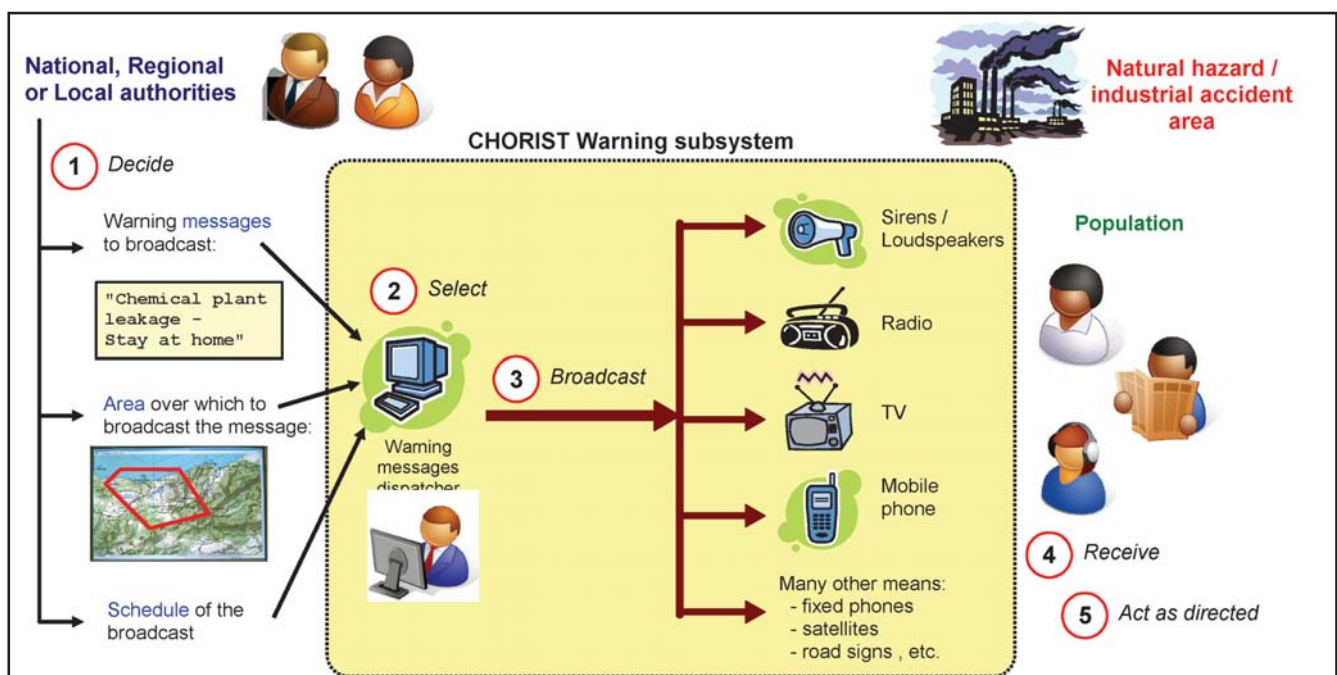 National, Regional
or Local authorities
Natural hazard /
industrial accident
area
CHORIST Warning subsystem
1 Decide
Warning messages
to broadcast:
"Chemical plant
leakage -
Stay at home"
Area over which to
broadcast the message:
Schedule of the
broadcast
2 Select
Warning
messages
dispatcher
3 Broadcast
Sirens /
Loudspeakers
Radio
TV
Mobile
phone
Many other means:
- fixed phones
- satellites
- road signs , etc.
Population
4 Receive
5 Act as directed